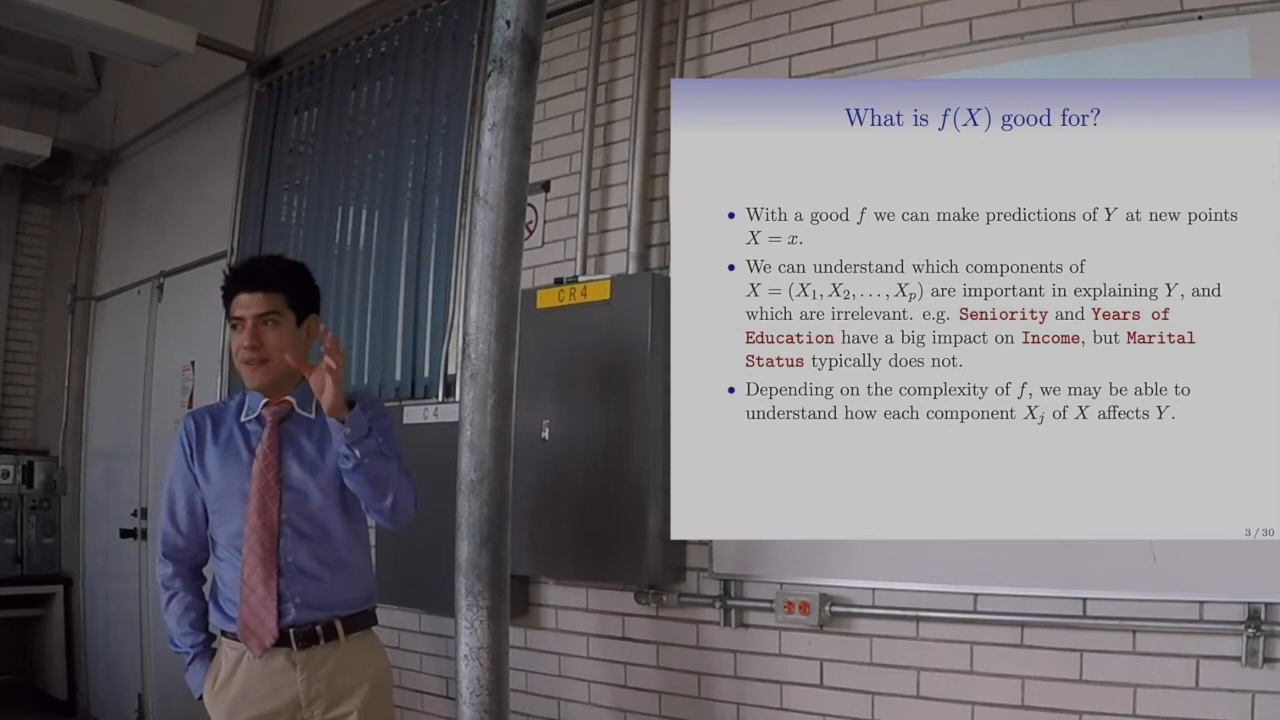 What is f(X) good for?
• With a good f we can make predictions of Y at new points
X = x.
• We can understand which components of
X = (X₁, X₂, . . . , Xₚ) are important in explaining Y, and
which are irrelevant. e.g. Seniority and Years of
Education have a big impact on Income, but Marital
Status typically does not.
• Depending on the complexity of f, we may be able to
understand how each component Xⱼ of X affects Y.
3 / 30
CR4
C4